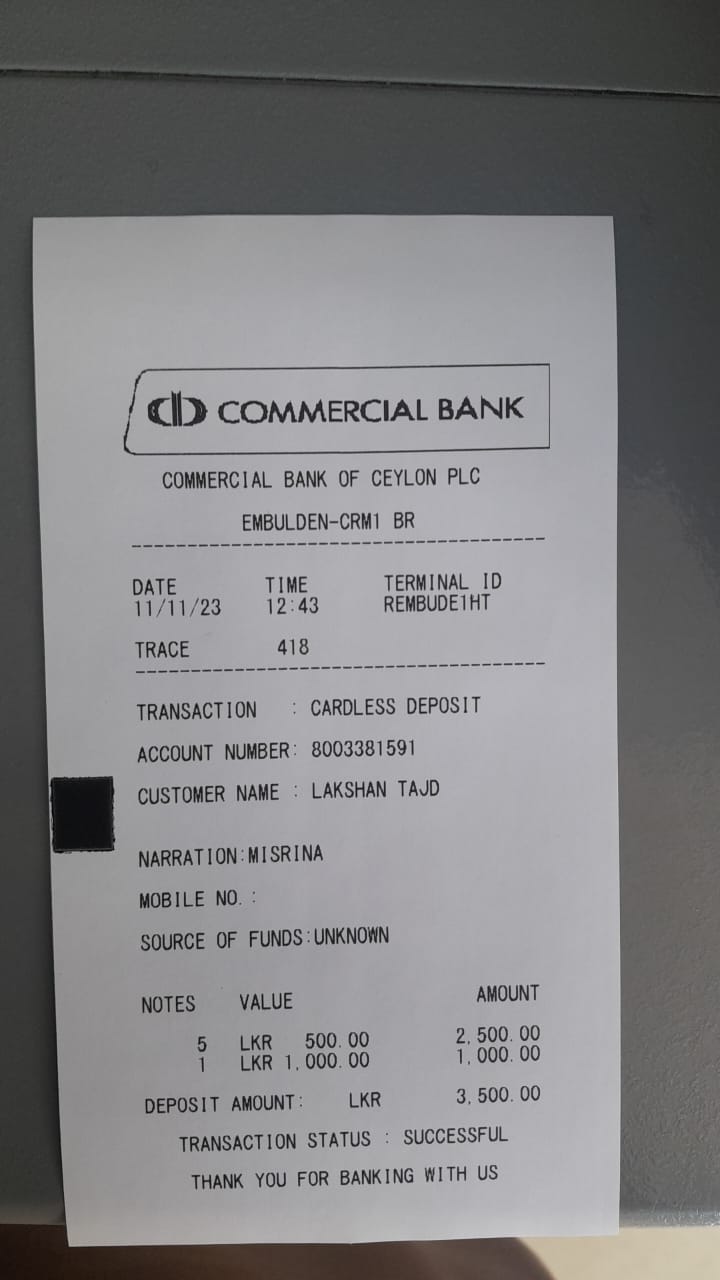 COMMERCIAL BANK
COMMERCIAL BANK OF CEYLON PLC
EMBULDEN-CRM1 BR
DATE TIME TERMINAL ID
11/11/23 12:43 REMBUDE1HT
TRACE 418
TRANSACTION : CARDLESS DEPOSIT
ACCOUNT NUMBER: 8003381591
CUSTOMER NAME : LAKSHAN TAJD
NARRATION:MISRINA
MOBILE NO. :
SOURCE OF FUNDS:UNKNOWN
NOTES VALUE AMOUNT
5 LKR 500.00 2,500.00
1 LKR 1,000.00 1,000.00
DEPOSIT AMOUNT: LKR 3,500.00
TRANSACTION STATUS : SUCCESSFUL
THANK YOU FOR BANKING WITH US